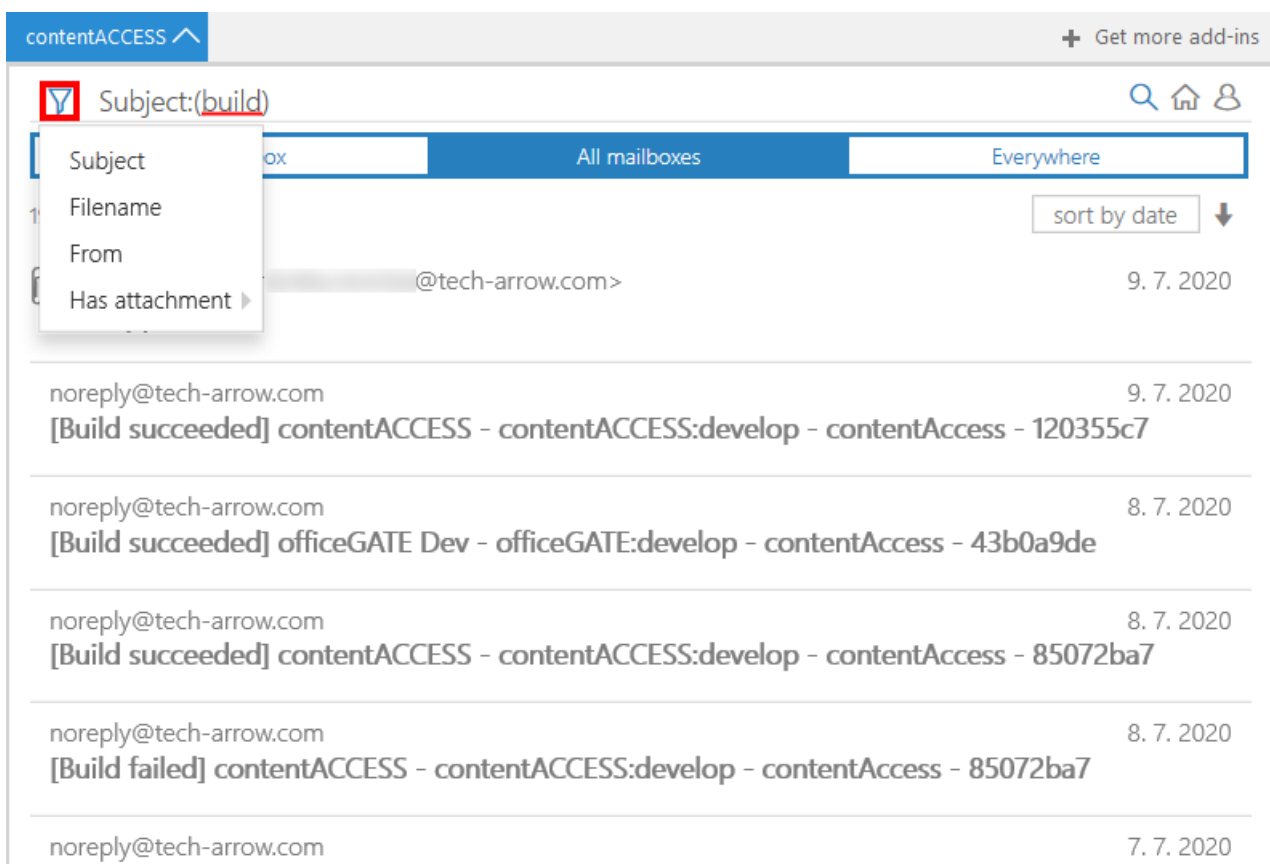 contentACCESS
Get more add-ins
Subject:(build)
Subject
Filename
From
Has attachment
All mailboxes
Everywhere
sort by date
@tech-arrow.com>
9. 7. 2020
noreply@tech-arrow.com
9. 7. 2020
[Build succeeded] contentACCESS - contentACCESS:develop - contentAccess - 120355c7
noreply@tech-arrow.com
8. 7. 2020
[Build succeeded] officeGATE Dev - officeGATE:develop - contentAccess - 43b0a9de
noreply@tech-arrow.com
8. 7. 2020
[Build succeeded] contentACCESS - contentACCESS:develop - contentAccess - 85072ba7
noreply@tech-arrow.com
8. 7. 2020
[Build failed] contentACCESS - contentACCESS:develop - contentAccess - 85072ba7
noreply@tech-arrow.com
7. 7. 2020